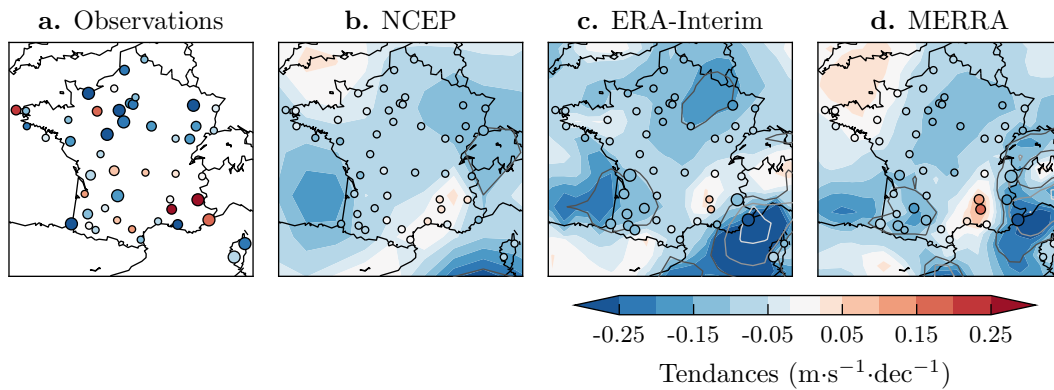 a. Observations b. NCEP c. ERA-Interim d. MERRA
-0.25 -0.15 -0.05 0.05 0.15 0.25
Tendances (m·s⁻¹·dec⁻¹)